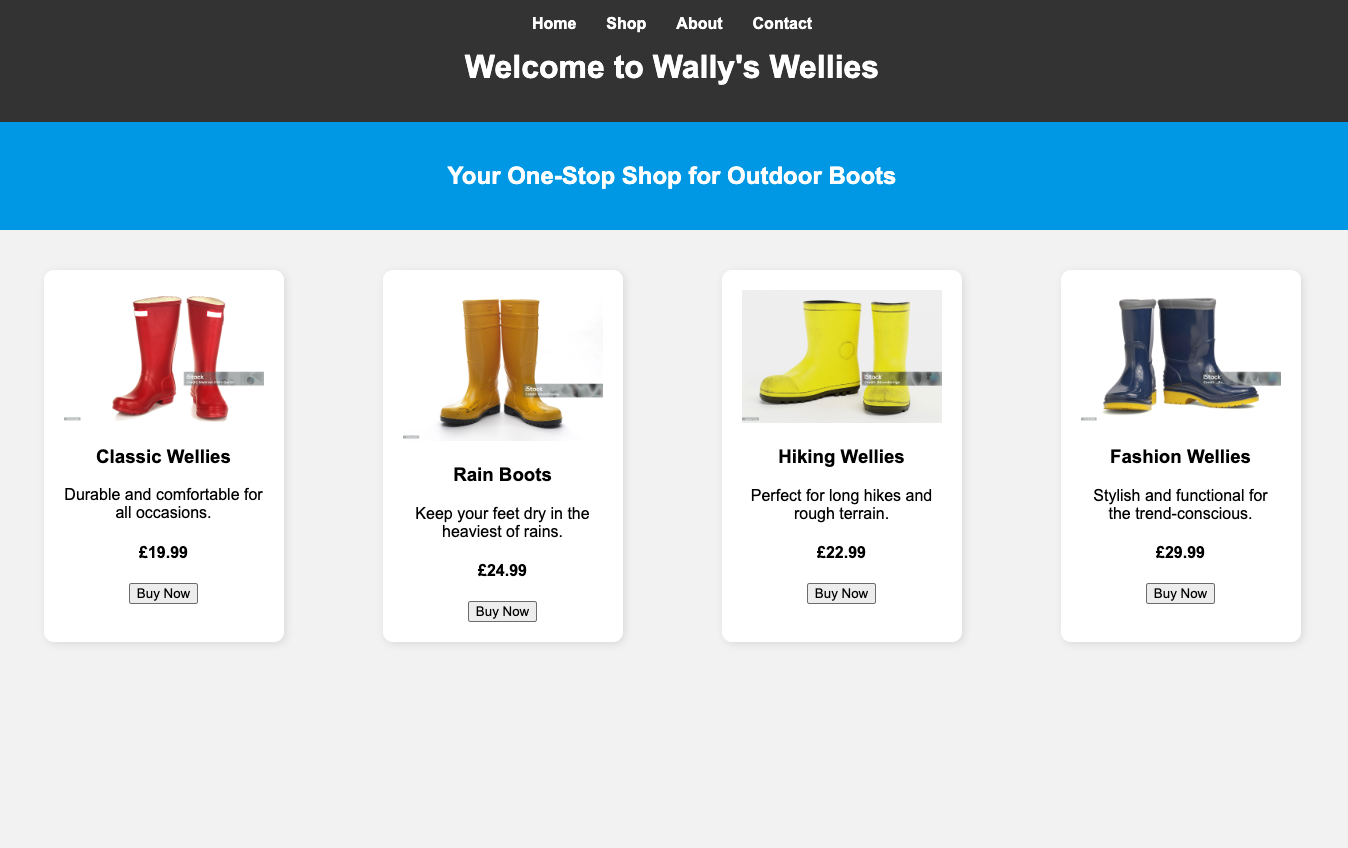 Home Shop About Contact
Welcome to Wally's Wellies
Your One-Stop Shop for Outdoor Boots
iStock
Classic Wellies
Durable and comfortable for
all occasions.
£19.99
Buy Now
iStock
Rain Boots
Keep your feet dry in the
heaviest of rains.
£24.99
Buy Now
iStock
Hiking Wellies
Perfect for long hikes and
rough terrain.
£22.99
Buy Now
iStock
Fashion Wellies
Stylish and functional for
the trend-conscious.
£29.99
Buy Now